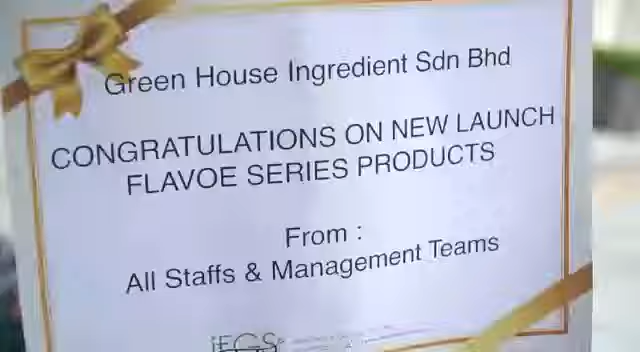 Green House Ingredient Sdn Bhd
CONGRATULATIONS ON NEW LAUNCH
FLAVOE SERIES PRODUCTS
From :
All Staffs & Management Teams